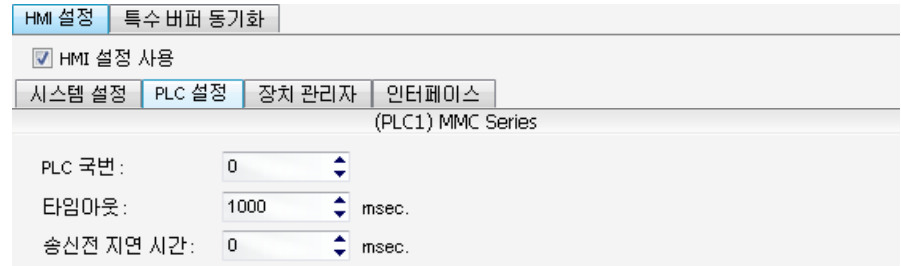 HMI 설정 특수 버퍼 동기화
HMI 설정 사용
시스템 설정 PLC 설정 장치 관리자 인터페이스
(PLC1) MMC Series
PLC 국번 : 0
타임아웃 : 1000 msec.
송신전 지연 시간 : 0 msec.